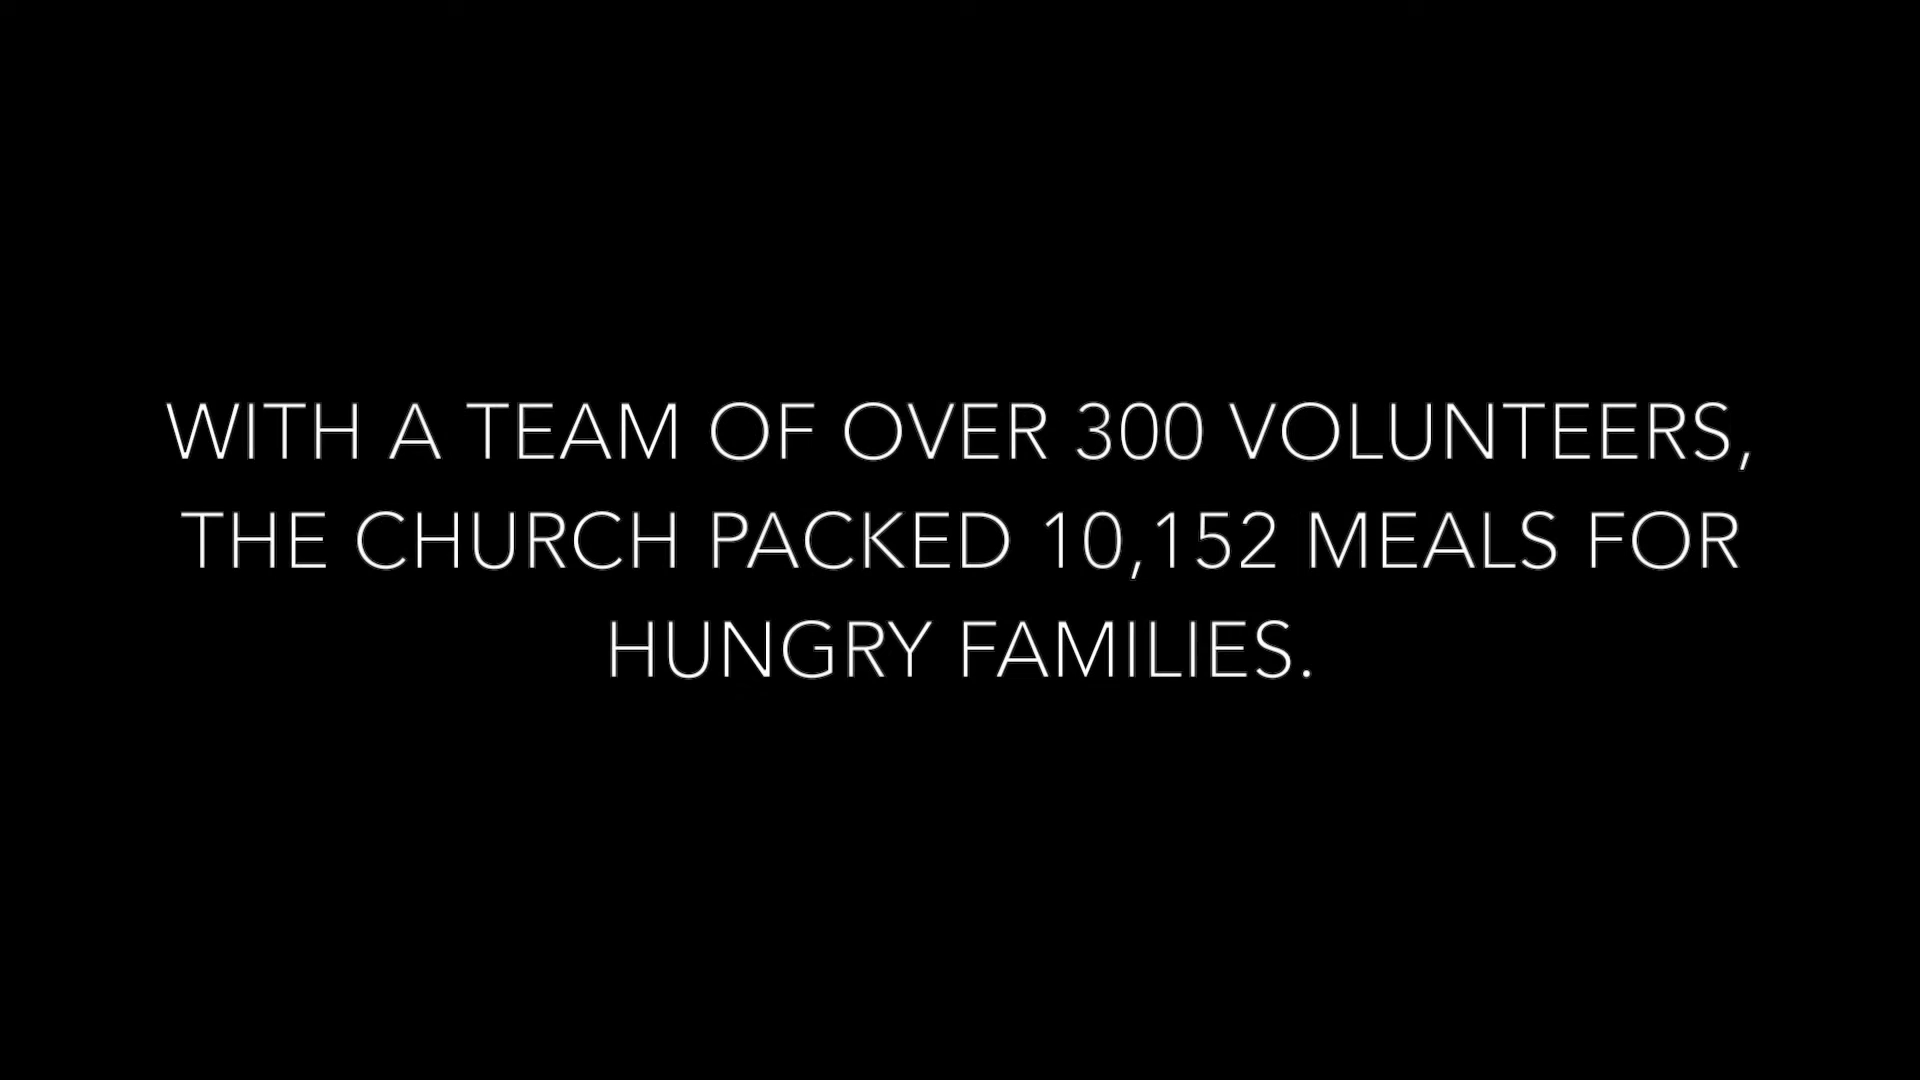 WITH A TEAM OF OVER 300 VOLUNTEERS,
THE CHURCH PACKED 10,152 MEALS FOR
HUNGRY FAMILIES.